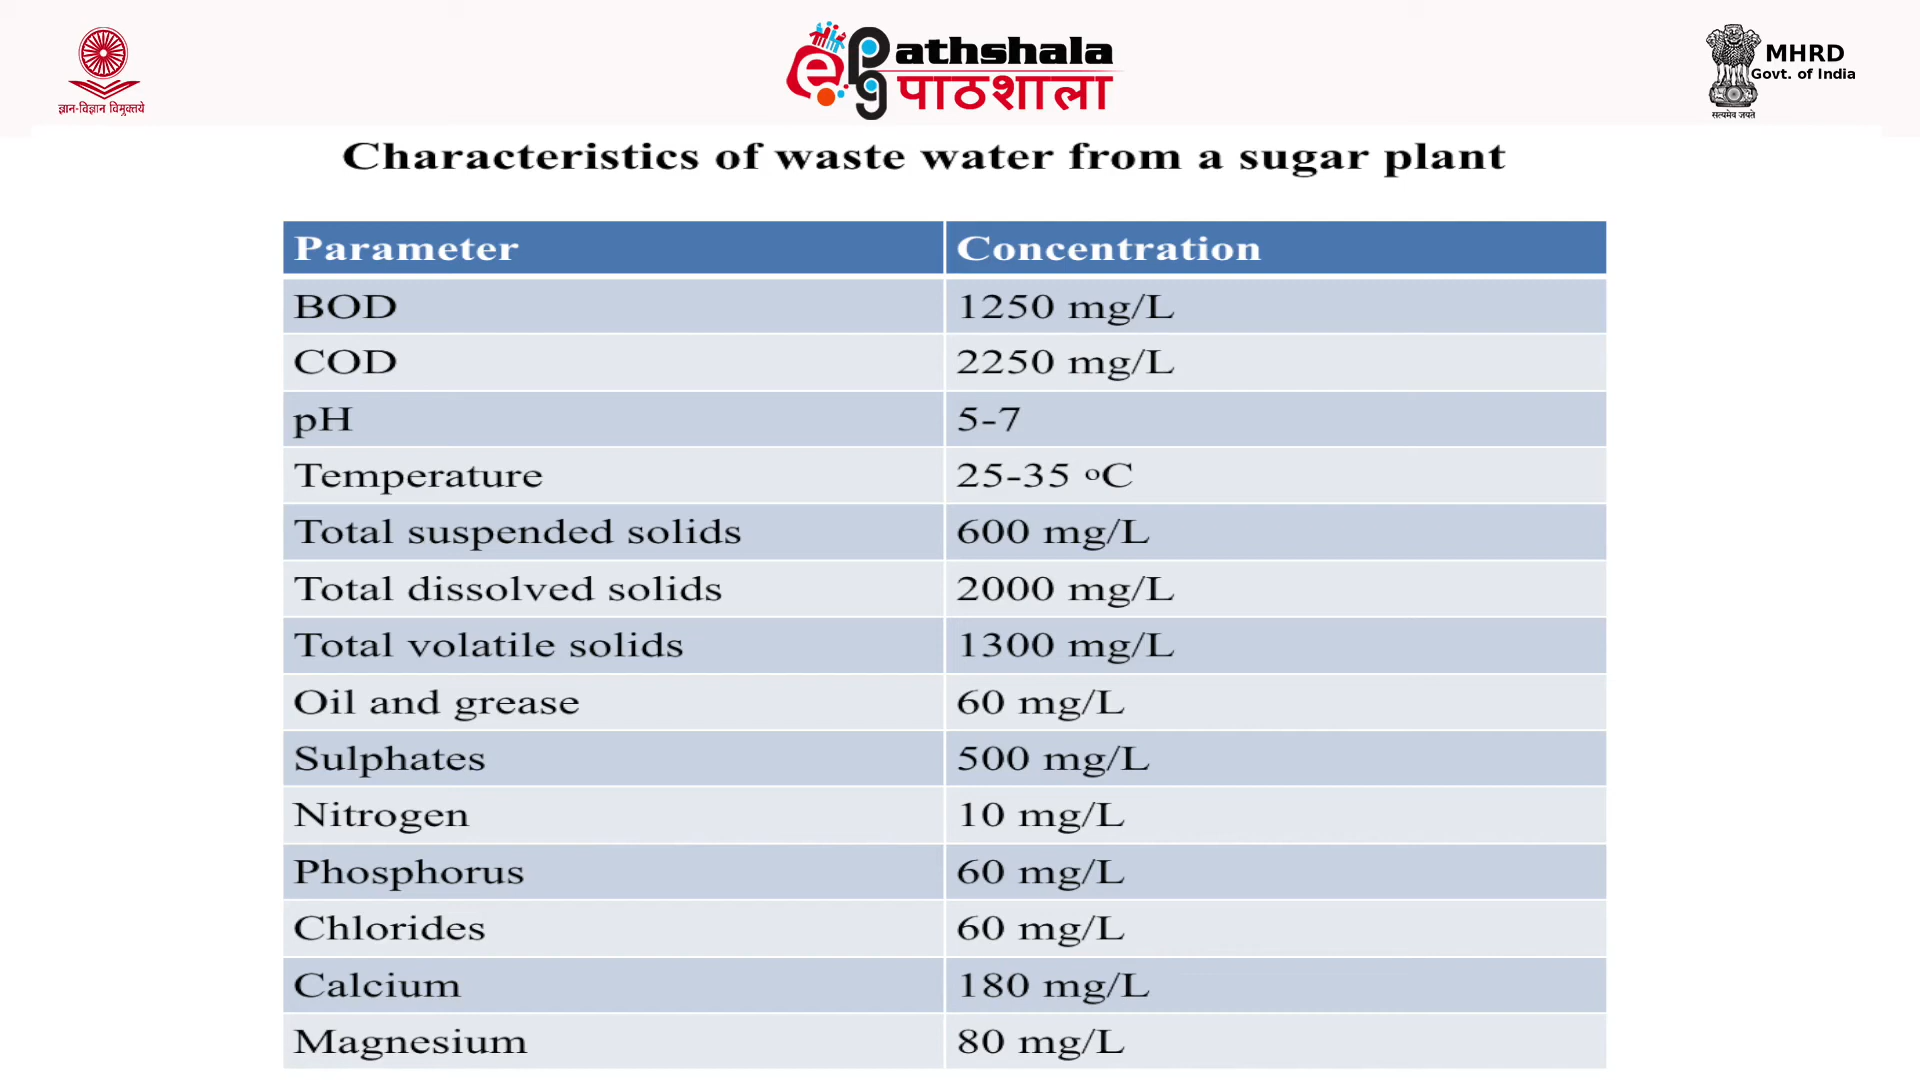 ज्ञान-विज्ञान विमुक्तये
e PG Pathshala
पाठशाला
MHRD
Govt. of India
सत्यमेव जयते
Characteristics of waste water from a sugar plant
Parameter Concentration
BOD 1250 mg/L
COD 2250 mg/L
pH 5-7
Temperature 25-35 ᵒC
Total suspended solids 600 mg/L
Total dissolved solids 2000 mg/L
Total volatile solids 1300 mg/L
Oil and grease 60 mg/L
Sulphates 500 mg/L
Nitrogen 10 mg/L
Phosphorus 60 mg/L
Chlorides 60 mg/L
Calcium 180 mg/L
Magnesium 80 mg/L